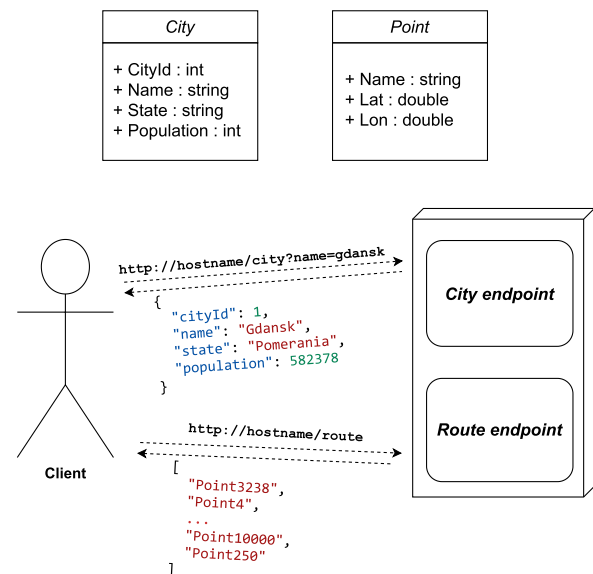 City
+ CityId : int
+ Name : string
+ State : string
+ Population : int
Point
+ Name : string
+ Lat : double
+ Lon : double
http://hostname/city?name=gdansk
{
"cityId": 1,
"name": "Gdansk",
"state": "Pomerania",
"population": 582378
}
City endpoint
http://hostname/route
[
"Point3238",
"Point4",
...
"Point10000",
"Point250"
]
Route endpoint
Client